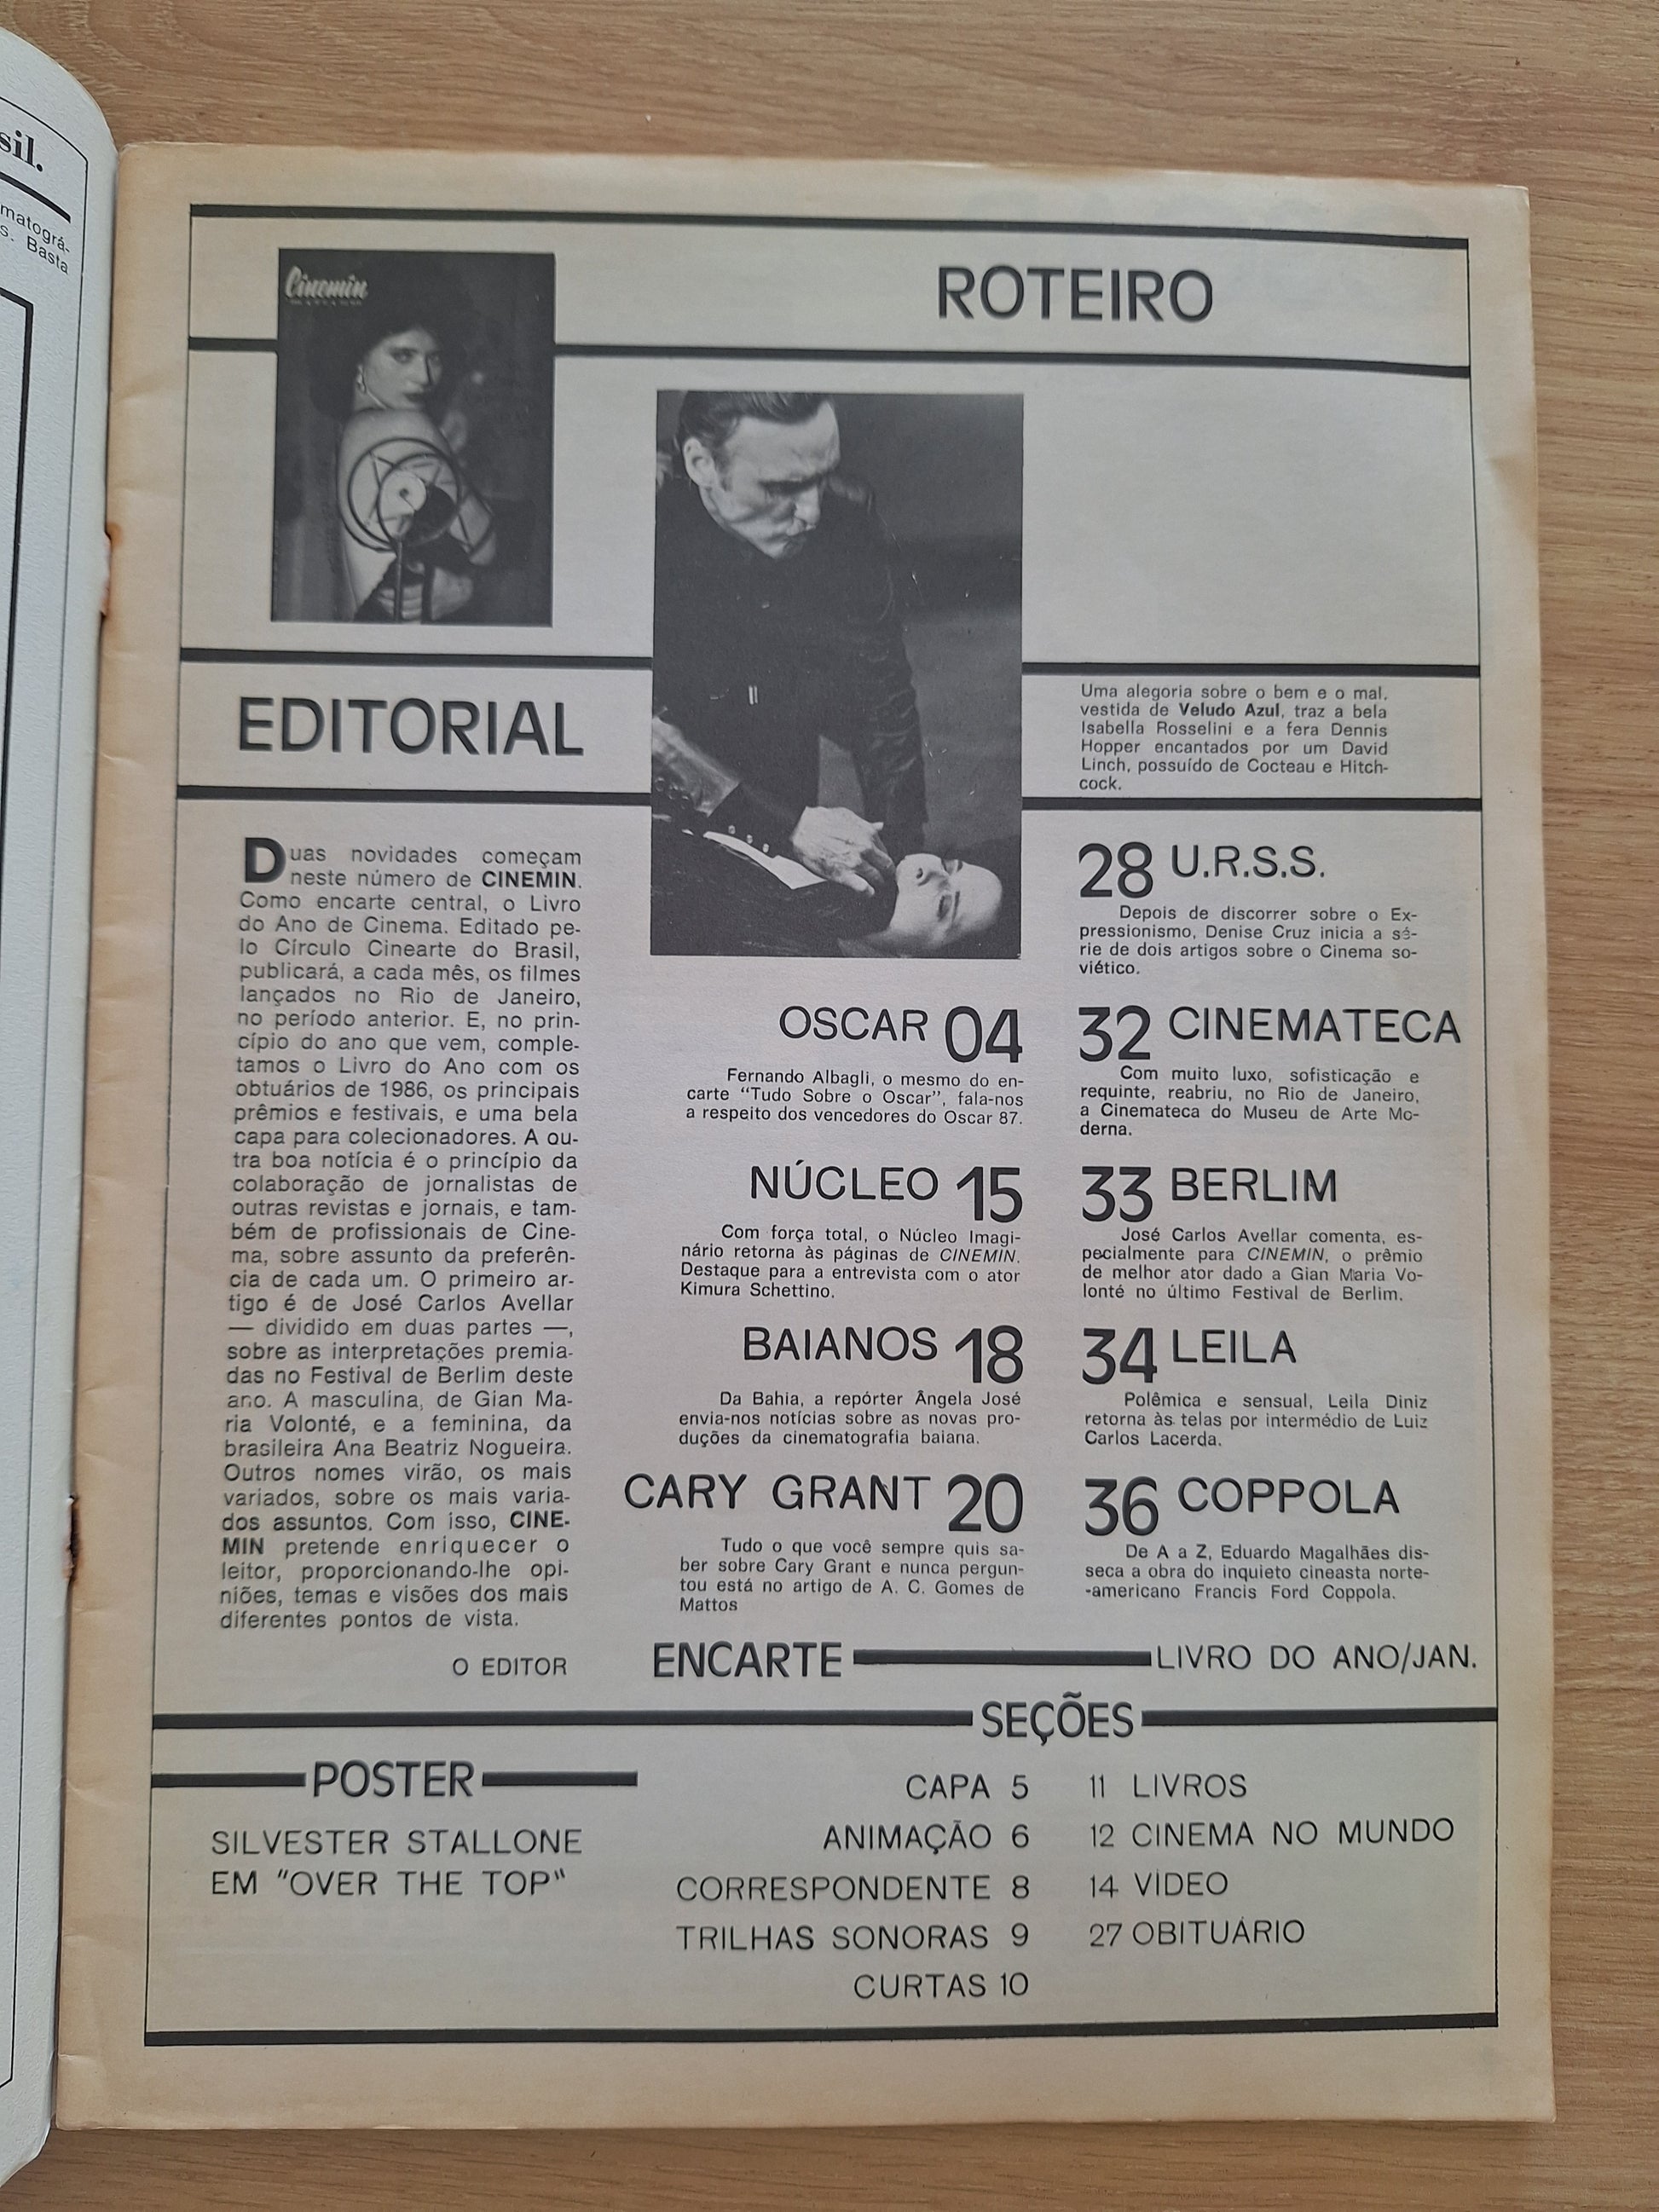 sil.
matográ-
s. Basta
Cinemin
ROTEIRO
EDITORIAL
Duas novidades começam
neste número de CINEMIN.
Como encarte central, o Livro
do Ano de Cinema. Editado pe-
lo Círculo Cinearte do Brasil,
publicará, a cada mês, os filmes
lançados no Rio de Janeiro,
no período anterior. E, no prin-
cípio do ano que vem, comple-
tamos o Livro do Ano com os
obtuários de 1986, os principais
prêmios e festivais, e uma bela
capa para colecionadores. A ou-
tra boa notícia é o princípio da
colaboração de jornalistas de
outras revistas e jornais, e tam-
bém de profissionais de Cine-
ma, sobre assunto da preferên-
cia de cada um. O primeiro ar-
tigo é de José Carlos Avellar
— dividido em duas partes —,
sobre as interpretações premia-
das no Festival de Berlim deste
ano. A masculina, de Gian Ma-
ria Volonté, e a feminina, da
brasileira Ana Beatriz Nogueira.
Outros nomes virão, os mais
variados, sobre os mais varia-
dos assuntos. Com isso, CINE-
MIN pretende enriquecer o
leitor, proporcionando-lhe opi-
niões, temas e visões dos mais
diferentes pontos de vista.
O EDITOR
Uma alegoria sobre o bem e o mal,
vestida de Veludo Azul, traz a bela
Isabella Rosselini e a fera Dennis
Hopper encantados por um David
Linch, possuído de Cocteau e Hitch-
cock.
OSCAR 04
Fernando Albagli, o mesmo do en-
carte "Tudo Sobre o Oscar", fala-nos
a respeito dos vencedores do Oscar 87.
NÚCLEO 15
Com força total, o Núcleo Imagi-
nário retorna às páginas de CINEMIN.
Destaque para a entrevista com o ator
Kimura Schettino.
BAIANOS 18
Da Bahia, a repórter Ângela José
envia-nos notícias sobre as novas pro-
duções da cinematografia baiana.
CARY GRANT 20
Tudo o que você sempre quis sa-
ber sobre Cary Grant e nunca pergun-
tou está no artigo de A. C. Gomes de
Mattos
28 U.R.S.S.
Depois de discorrer sobre o Ex-
pressionismo, Denise Cruz inicia a sé-
rie de dois artigos sobre o Cinema so-
viético.
32 CINEMATECA
Com muito luxo, sofisticação e
requinte, reabriu, no Rio de Janeiro,
a Cinemateca do Museu de Arte Mo-
derna.
33 BERLIM
José Carlos Avellar comenta, es-
pecialmente para CINEMIN, o prêmio
de melhor ator dado a Gian Maria Vo-
lonté no último Festival de Berlim.
34 LEILA
Polêmica e sensual, Leila Diniz
retorna às telas por intermédio de Luiz
Carlos Lacerda.
36 COPPOLA
De A a Z, Eduardo Magalhães dis-
seca a obra do inquieto cineasta norte-
-americano Francis Ford Coppola.
ENCARTE LIVRO DO ANO/JAN.
SEÇÕES
POSTER
SILVESTER STALLONE
EM "OVER THE TOP"
CAPA 5
ANIMAÇÃO 6
CORRESPONDENTE 8
TRILHAS SONORAS 9
CURTAS 10
11 LIVROS
12 CINEMA NO MUNDO
14 VÍDEO
27 OBITUÁRIO